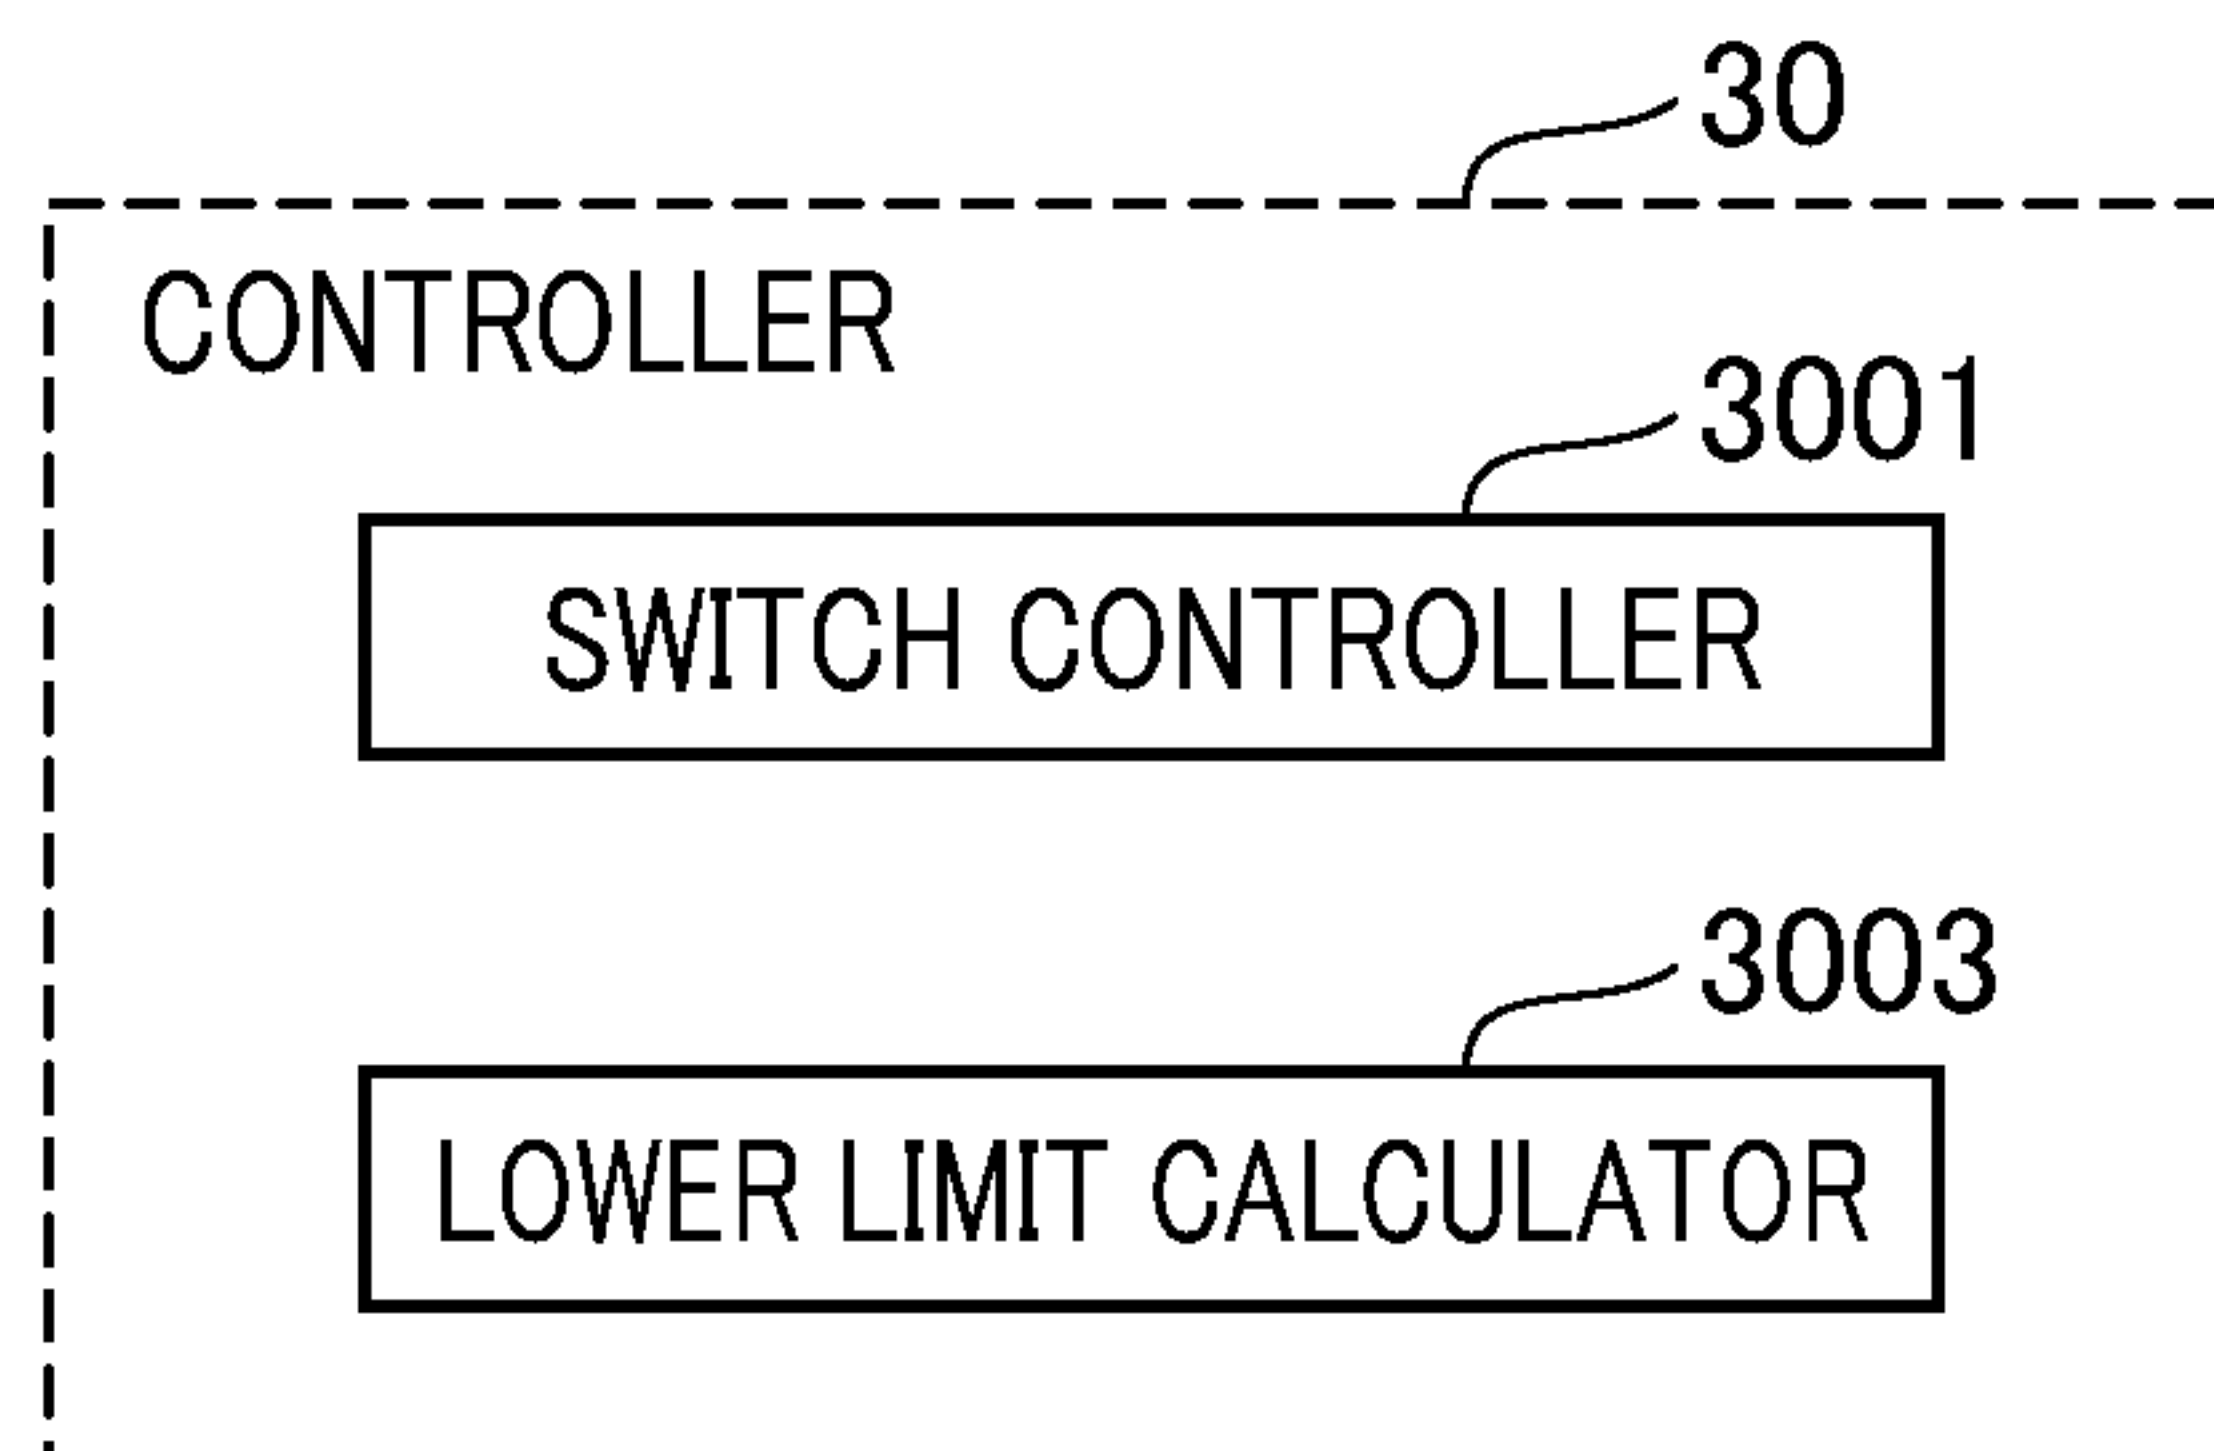 30
CONTROLLER
3001
SWITCH CONTROLLER
3003
LOWER LIMIT CALCULATOR